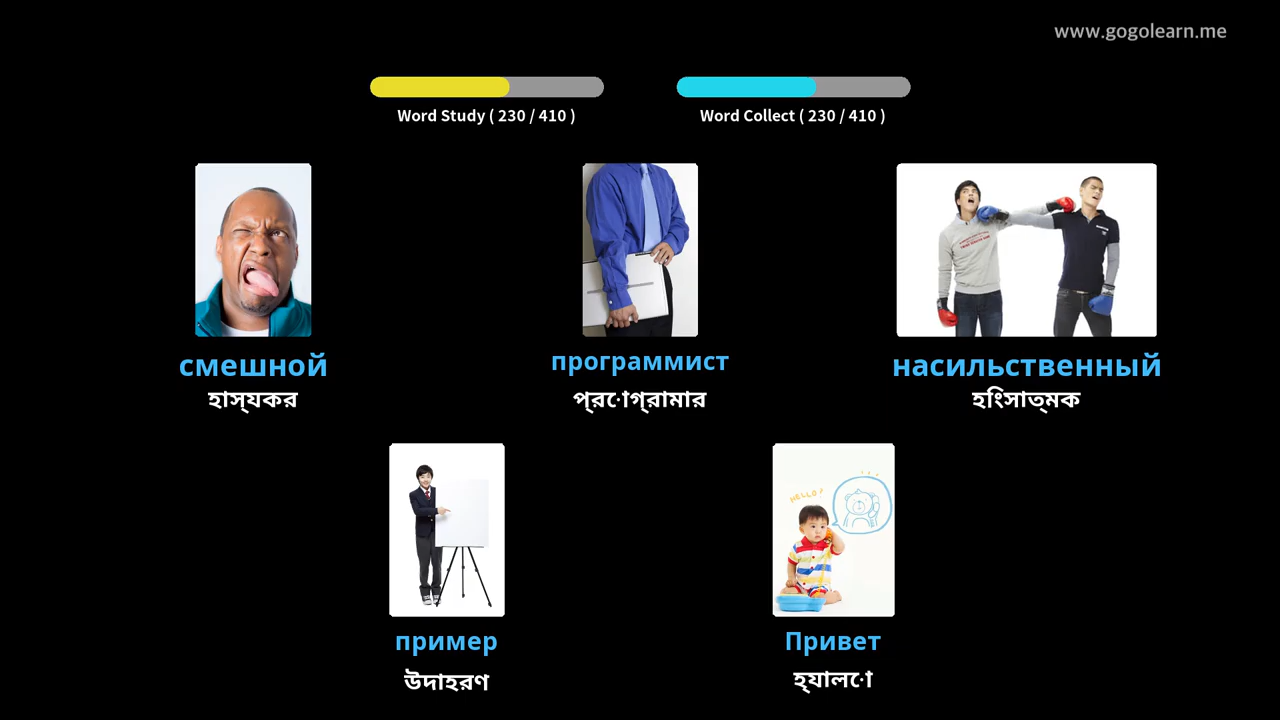 www.gogolearn.me
Word Study ( 230 / 410 )
Word Collect ( 230 / 410 )
смешной
হাস্যকর
программист
প্রোগ্রামার
насильственный
হিংসাত্মক
HELLO?
пример
উদাহরণ
Привет
হ্যালো